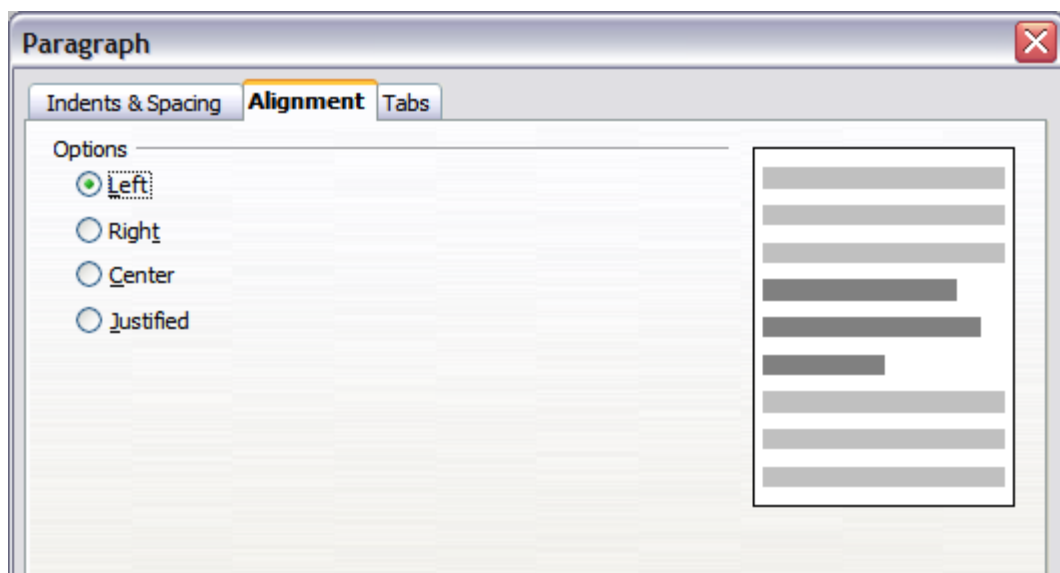 Paragraph
Indents & Spacing Alignment Tabs
Options
Left
Right
Center
Justified